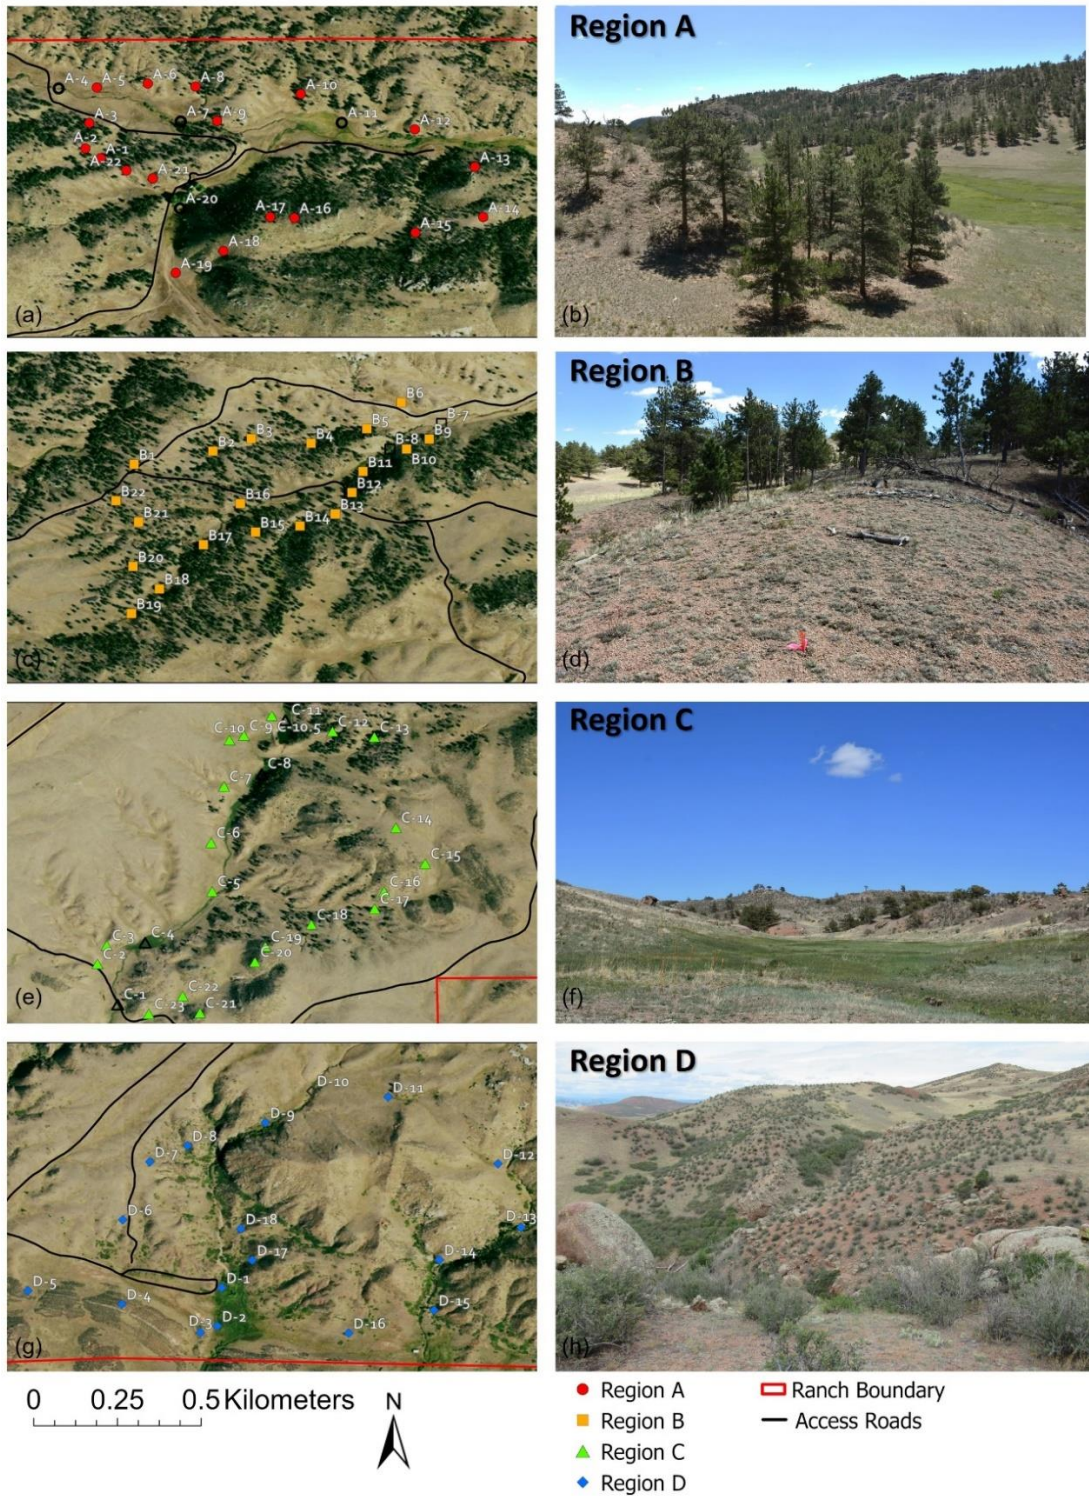 Region A
A-4
A-5
A-6
A-8
A-10
A-3
A-7
A-9
A-11
A-12
A-2
A-1
A-22
A-21
A-13
A-20
A-17
A-16
A-15
A-14
A-18
A-19
(a)
(b)
Region B
B6
B-7
B5
B3
B2
B4
B-8
B9
B10
B1
B11
B12
B22
B16
B13
B21
B15
B14
B17
B20
B18
B19
(c)
(d)
Region C
C-11
C-10
C-9
C-10.5
C-12
C-13
C-8
C-7
C-14
C-6
C-15
C-5
C-16
C-17
C-18
C-3
C-4
C-19
C-2
C-20
C-22
C-1
C-23
C-21
(e)
(f)
Region D
D-10
D-11
D-9
D-8
D-7
D-12
D-6
D-18
D-13
D-17
D-14
D-5
D-1
D-4
D-15
D-3
D-2
D-16
(g)
(h)
0 0.25 0.5 Kilometers
N
Region A
Region B
Region C
Region D
Ranch Boundary
Access Roads